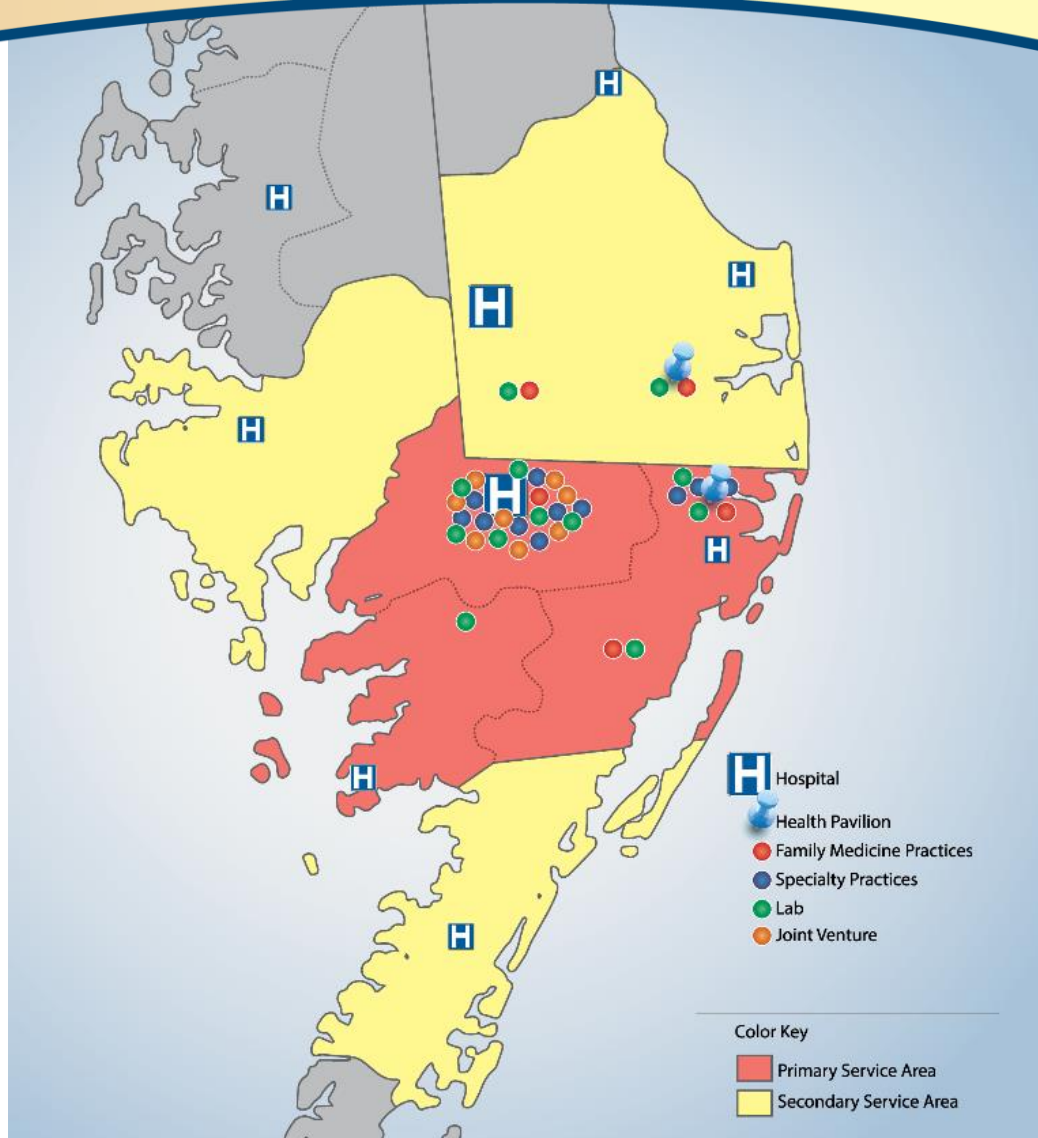 H
H
H
H
H
H
H
H
H
H
Hospital
Health Pavilion
Family Medicine Practices
Specialty Practices
Lab
Joint Venture
Color Key
Primary Service Area
Secondary Service Area